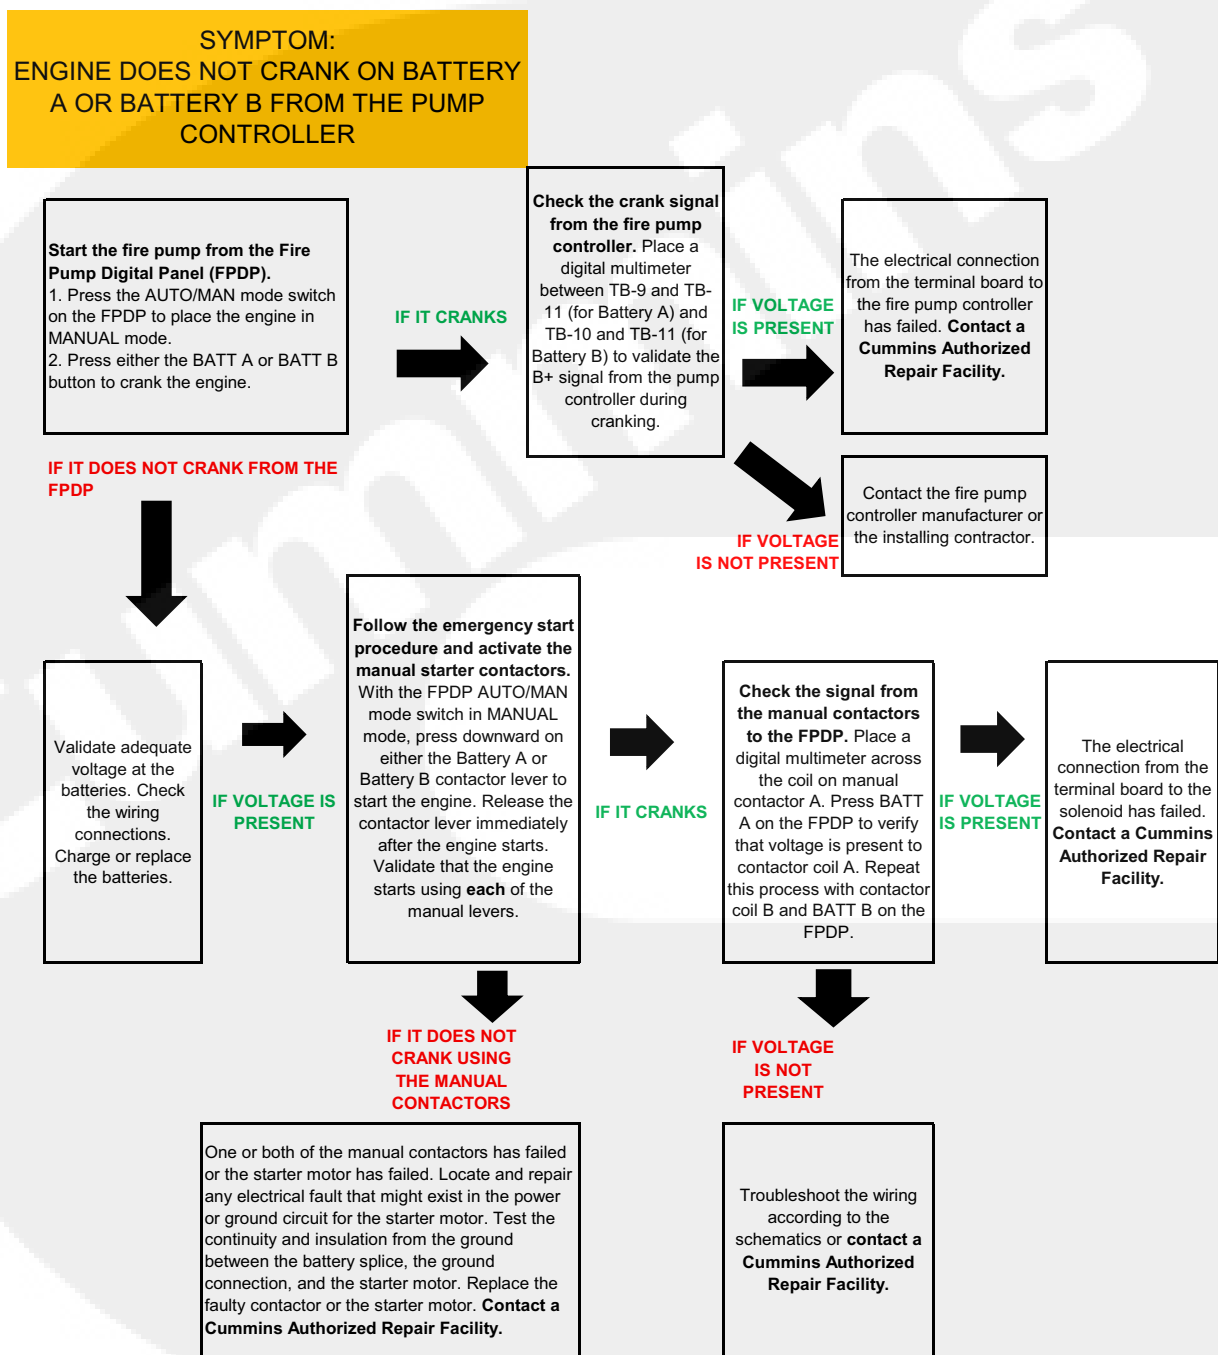 SYMPTOM:
ENGINE DOES NOT CRANK ON BATTERY
A OR BATTERY B FROM THE PUMP
CONTROLLER
Start the fire pump from the Fire
Pump Digital Panel (FPDP).
1. Press the AUTO/MAN mode switch
on the FPDP to place the engine in
MANUAL mode.
2. Press either the BATT A or BATT B
button to crank the engine.
IF IT CRANKS
Check the crank signal
from the fire pump
controller. Place a
digital multimeter
between TB-9 and TB-
11 (for Battery A) and
TB-10 and TB-11 (for
Battery B) to validate the
B+ signal from the pump
controller during
cranking.
IF VOLTAGE
IS PRESENT
The electrical connection
from the terminal board to
the fire pump controller
has failed. Contact a
Cummins Authorized
Repair Facility.
IF VOLTAGE
IS NOT PRESENT
Contact the fire pump
controller manufacturer or
the installing contractor.
IF IT DOES NOT CRANK FROM THE
FPDP
Validate adequate
voltage at the
batteries. Check
the wiring
connections.
Charge or replace
the batteries.
IF VOLTAGE IS
PRESENT
Follow the emergency start
procedure and activate the
manual starter contactors.
With the FPDP AUTO/MAN
mode switch in MANUAL
mode, press downward on
either the Battery A or
Battery B contactor lever to
start the engine. Release the
contactor lever immediately
after the engine starts.
Validate that the engine
starts using each of the
manual levers.
IF IT CRANKS
Check the signal from
the manual contactors
to the FPDP. Place a
digital multimeter across
the coil on manual
contactor A. Press BATT
A on the FPDP to verify
that voltage is present to
contactor coil A. Repeat
this process with contactor
coil B and BATT B on the
FPDP.
IF VOLTAGE
IS PRESENT
The electrical
connection from the
terminal board to the
solenoid has failed.
Contact a Cummins
Authorized Repair
Facility.
IF IT DOES NOT
CRANK USING
THE MANUAL
CONTACTORS
One or both of the manual contactors has failed
or the starter motor has failed. Locate and repair
any electrical fault that might exist in the power
or ground circuit for the starter motor. Test the
continuity and insulation from the ground
between the battery splice, the ground
connection, and the starter motor. Replace the
faulty contactor or the starter motor. Contact a
Cummins Authorized Repair Facility.
IF VOLTAGE
IS NOT
PRESENT
Troubleshoot the wiring
according to the
schematics or contact a
Cummins Authorized
Repair Facility.